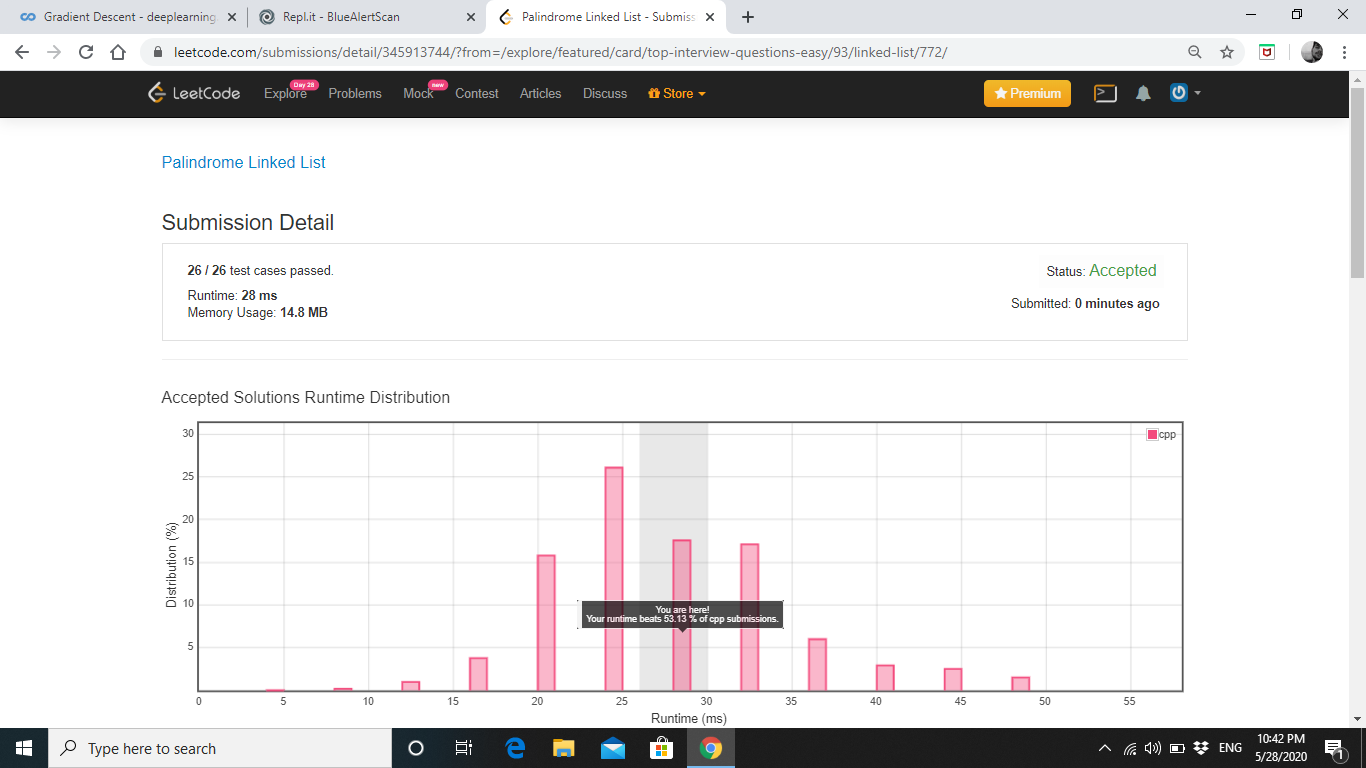 Gradient Descent - deeplearning.
Repl.it - BlueAlertScan
Palindrome Linked List - Submiss
leetcode.com/submissions/detail/345913744/?from=/explore/featured/card/top-interview-questions-easy/93/linked-list/772/
LeetCode
Explore
Day 28
Problems
Mock
new
Contest
Articles
Discuss
Store
Premium
Palindrome Linked List
Submission Detail
26 / 26 test cases passed.
Status: Accepted
Runtime: 28 ms
Submitted: 0 minutes ago
Memory Usage: 14.8 MB
Accepted Solutions Runtime Distribution
cpp
30
25
20
15
10
5
Distribution (%)
You are here!
Your runtime beats 53.13 % of cpp submissions.
0 5 10 15 20 25 30 35 40 45 50 55
Runtime (ms)
Type here to search
ENG
10:42 PM
5/28/2020
1